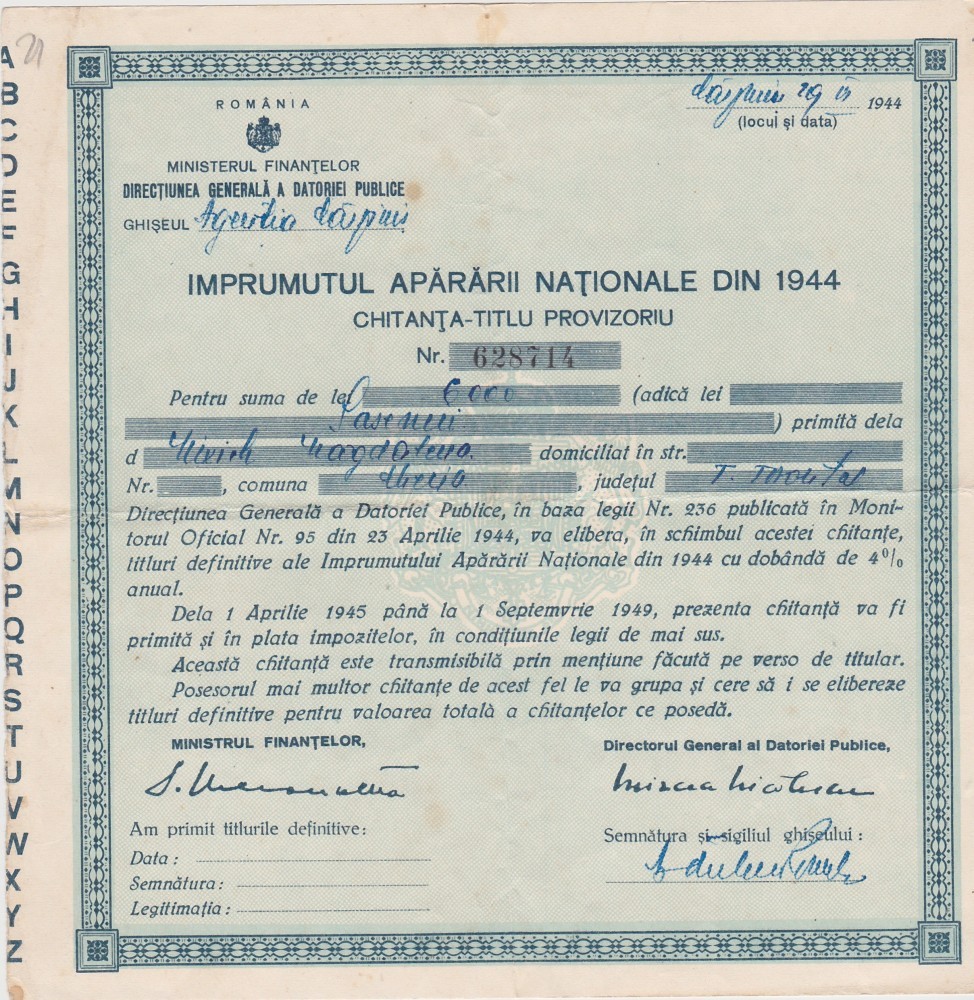 A
B
C
D
E
F
G
H
I
J
K
L
M
N
O
P
Q
R
S
T
U
V
W
X
Y
Z
21
ROMÂNIA
1944
(locul și data)
MINISTERUL FINANȚELOR
DIRECȚIUNEA GENERALĂ A DATORIEI PUBLICE
GHIȘEUL Agenția Cărpiniș
IMPRUMUTUL APĂRĂRII NAȚIONALE DIN 1944
CHITANȚA-TITLU PROVIZORIU
Nr. 628714
Pentru suma de lei 6000 (adică lei
Șasemii ) primită dela
d Magdalena domiciliat în str.
Nr. , comuna , județul T. Torontal
Direcțiunea Generală a Datoriei Publice, în baza legii Nr. 236 publicată în Moni-
torul Oficial Nr. 95 din 23 Aprilie 1944, va elibera, în schimbul acestei chitanțe,
titluri definitive ale Imprumutului Apărării Naționale din 1944 cu dobândă de 4%
anual.
Dela 1 Aprilie 1945 până la 1 Septemvrie 1949, prezenta chitanță va fi
primită și în plata impozitelor, în condițiunile legii de mai sus.
Această chitanță este transmisibilă prin mențiune făcută pe verso de titular.
Posesorul mai multor chitanțe de acest fel le va grupa și cere să i se elibereze
titluri definitive pentru valoarea totală a chitanțelor ce posedă.
MINISTRUL FINANȚELOR,
Directorul General al Datoriei Publice,
Am primit titlurile definitive:
Semnătura și sigiliul ghișeului :
Data :
Semnătura :
Legitimația :